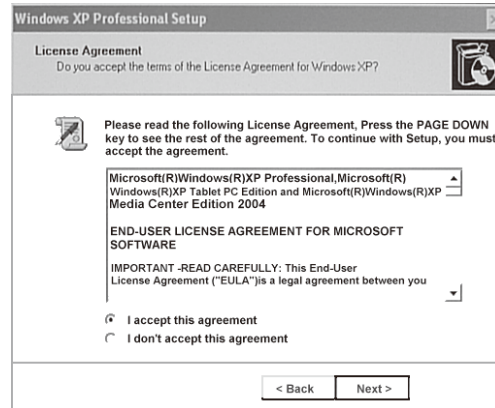 Windows XP Professional Setup
License Agreement
Do you accept the terms of the License Agreement for Windows XP?
Please read the following License Agreement, Press the PAGE DOWN
key to see the rest of the agreement. To continue with Setup, you must
accept the agreement.
Microsoft(R)Windows(R)XP Professional,Microsoft(R)
Windows(R)XP Tablet PC Edition and Microsoft(R)Windows(R)XP
Media Center Edition 2004
END-USER LICENSE AGREEMENT FOR MICROSOFT
SOFTWARE
IMPORTANT -READ CAREFULLY: This End-User
License Agreement ("EULA")is a legal agreement between you
I accept this agreement
I don't accept this agreement
< Back
Next >